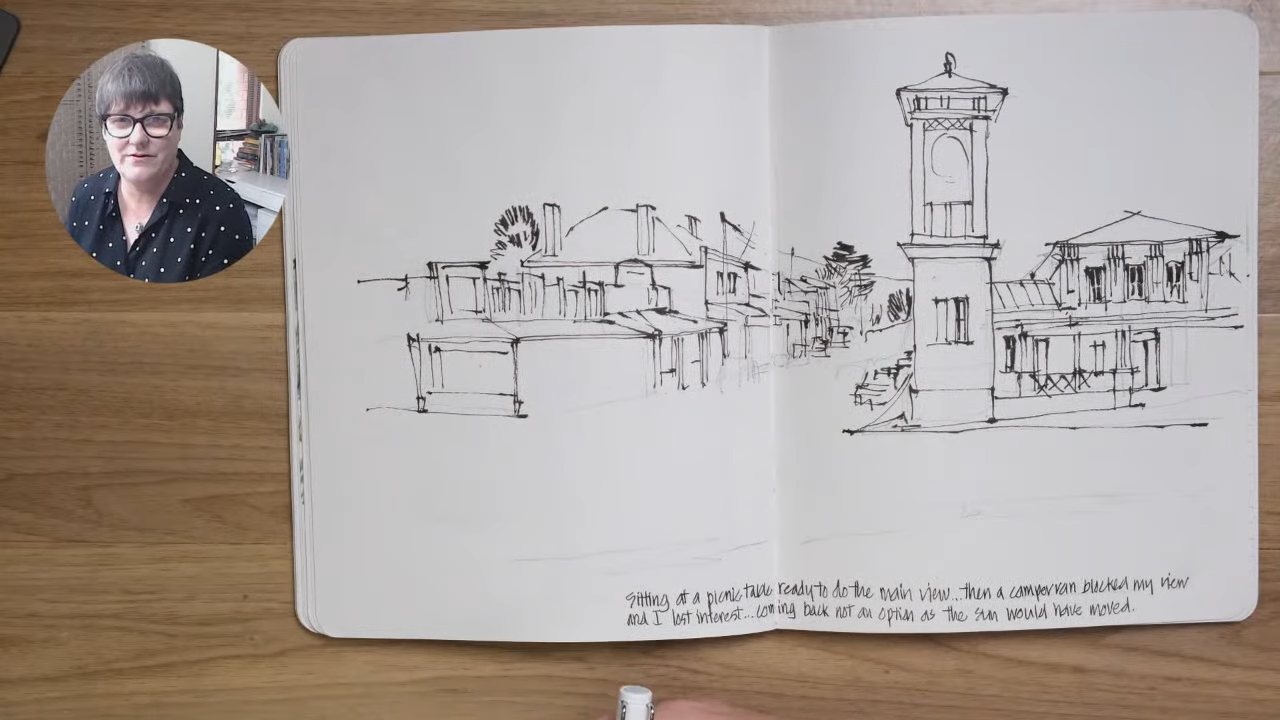 Sitting at a picnic table ready to do the main view...then a campervan blocked my view
and I lost interest...coming back not an option as the sun would have moved.